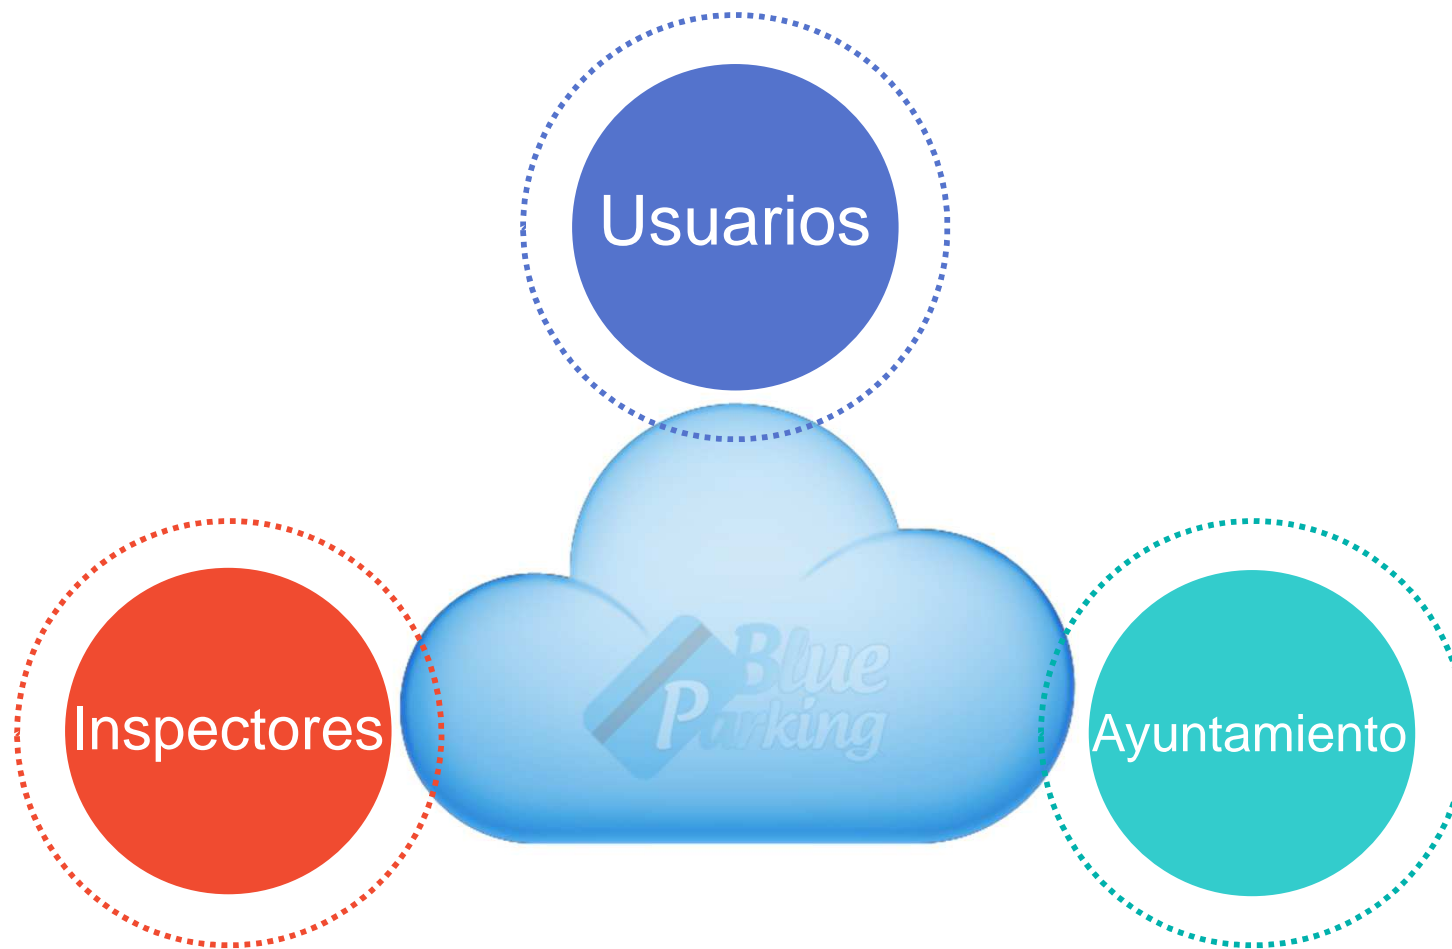 Usuarios
Blue
Parking
Inspectores
Ayuntamiento